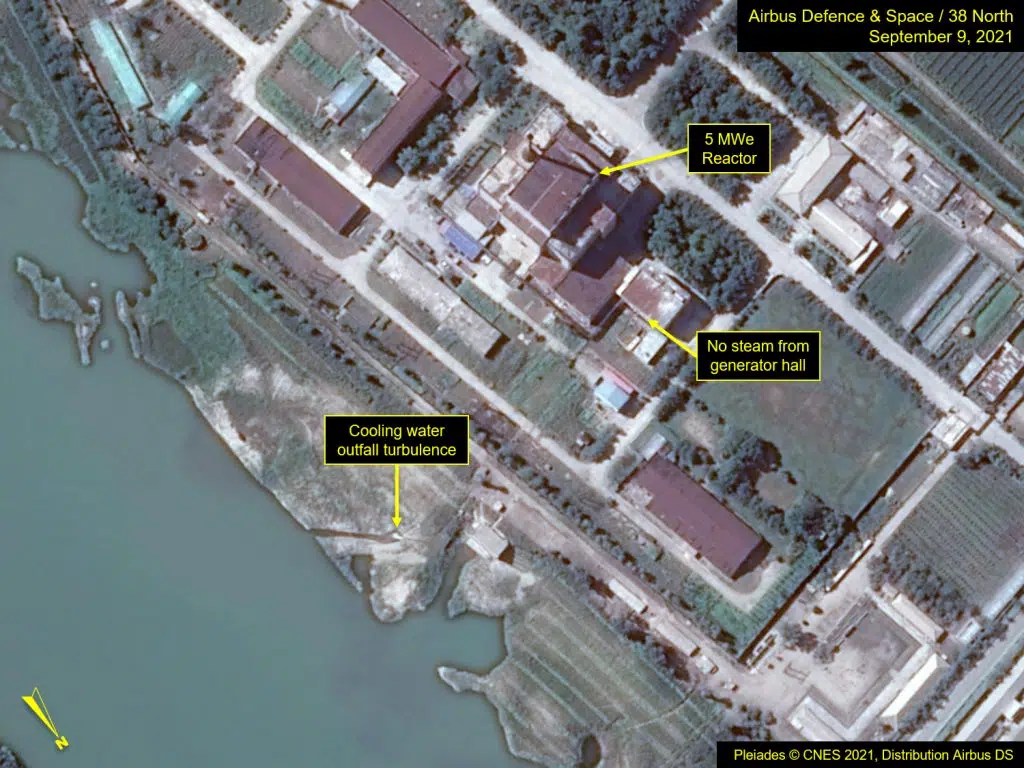 Airbus Defence & Space / 38 North
September 9, 2021
5 MWe
Reactor
No steam from
generator hall
Cooling water
outfall turbulence
N
Pleiades © CNES 2021, Distribution Airbus DS